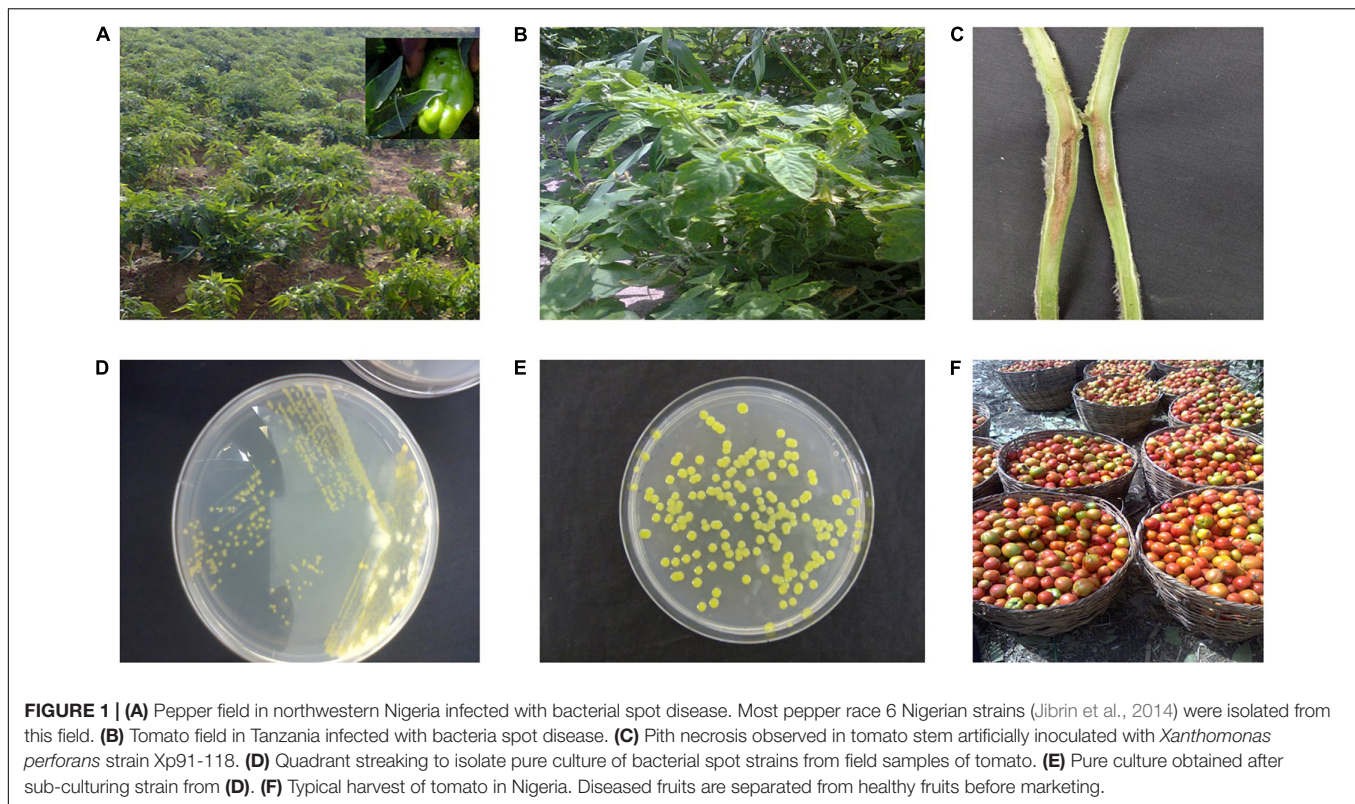 A
B
C
D
E
F
FIGURE 1 | (A) Pepper field in northwestern Nigeria infected with bacterial spot disease. Most pepper race 6 Nigerian strains (Jibrin et al., 2014) were isolated from
this field. (B) Tomato field in Tanzania infected with bacteria spot disease. (C) Pith necrosis observed in tomato stem artificially inoculated with Xanthomonas
perforans strain Xp91-118. (D) Quadrant streaking to isolate pure culture of bacterial spot strains from field samples of tomato. (E) Pure culture obtained after
sub-culturing strain from (D). (F) Typical harvest of tomato in Nigeria. Diseased fruits are separated from healthy fruits before marketing.